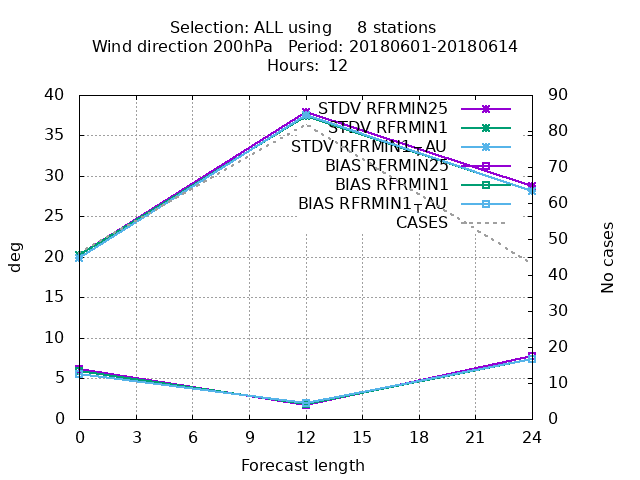 Selection: ALL using     8 stations
Wind direction 200hPa   Period: 20180601-20180614
Hours: 12
40 90
STDV RFRMIN25
STDV RFRMIN1
STDV RFRMIN1_AU
BIAS RFRMIN25
BIAS RFRMIN1
BIAS RFRMIN1_AU
CASES
35 80
30 70
25 60
20 50
15 40
10 30
5 20
0 10
0
deg
No cases
0 3 6 9 12 15 18 21 24
Forecast length